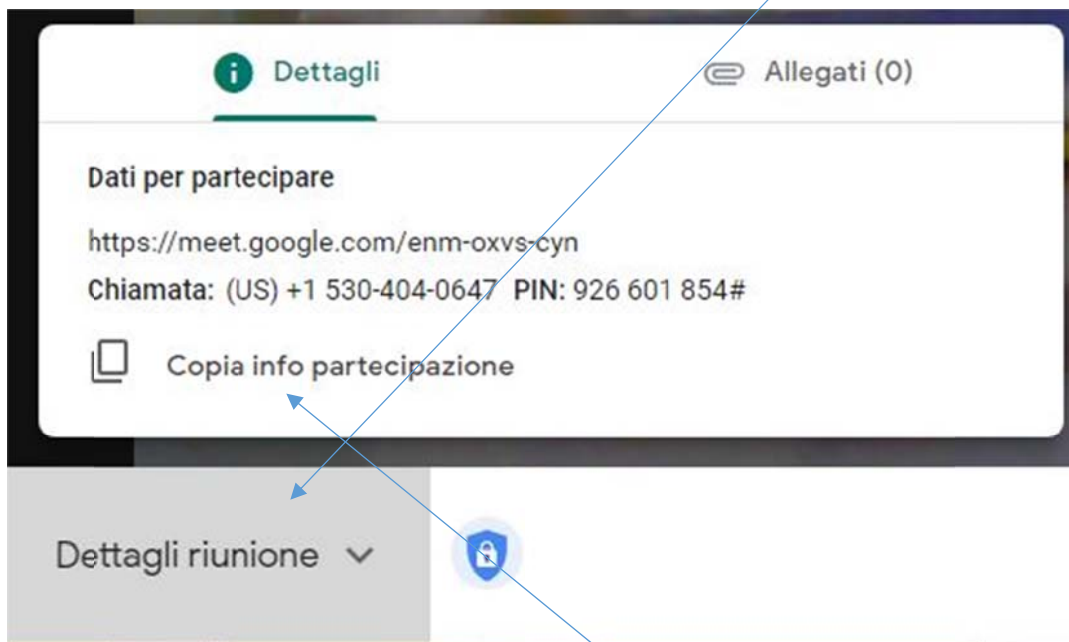 Dettagli
Allegati (0)
Dati per partecipare
https://meet.google.com/enm-oxvs-cyn
Chiamata: (US) +1 530-404-0647 PIN: 926 601 854#
Copia info partecipazione
Dettagli riunione